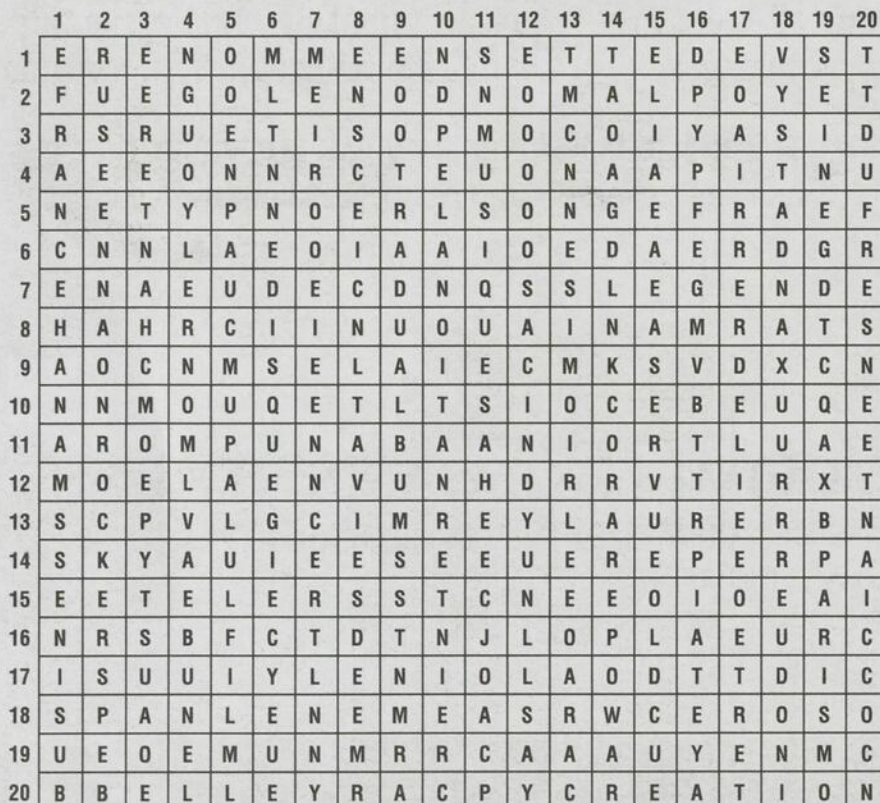 1 2 3 4 5 6 7 8 9 10 11 12 13 14 15 16 17 18 19 20
1 E R E N O M M E E N S E T T E D E V S T
2 F U E G O L E N O D N O M A L P O Y E T
3 R S R U E T I S O P M O C O I Y A S I D
4 A E E O N N R C T E U O N A A P I T N U
5 N E T Y P N O E R L S O N G E F R A E F
6 C N N L A E O I A A I O E D A E R D G R
7 E N A E U D E C D N Q S S L E G E N D E
8 H A H R C I I N U O U A I N A M R A T S
9 A O C N M S E L A I E C M K S V D X C N
10 N N M O U Q E T L T S I O C E B E U Q E
11 A R O M P U N A B A A N I O R T L U A E
12 M O E L A E N V U N H D R R V T I R X T
13 S C P V L G C I M R E Y L A U R E R B N
14 S K Y A U I E E S E E U E R E P E R P A
15 E E T E L E R S S T C N E E O I O E A I
16 N R S B F C T D T N J L O P L A E U R C
17 I S U U I Y L E N I O L A O D T T D I C
18 S P A N L E N E M E A S R W C E R O S O
19 U E O E M U N M R R C A A A U Y E N M C
20 B B E L L E Y R A C P Y C R E A T I O N